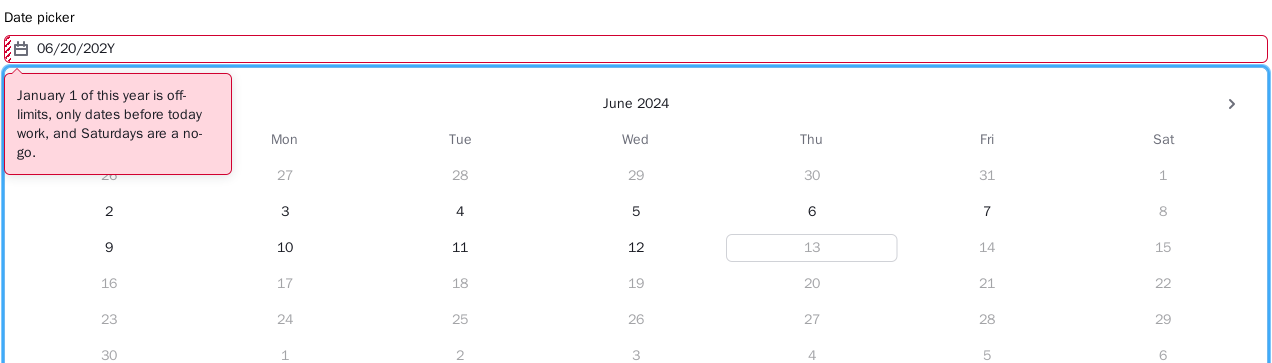 Date picker
06/20/202Y
January 1 of this year is off-
limits, only dates before today
work, and Saturdays are a no-
go.
June 2024
Mon Tue Wed Thu Fri Sat
26 27 28 29 30 31 1
2 3 4 5 6 7 8
9 10 11 12 13 14 15
16 17 18 19 20 21 22
23 24 25 26 27 28 29
30 1 2 3 4 5 6